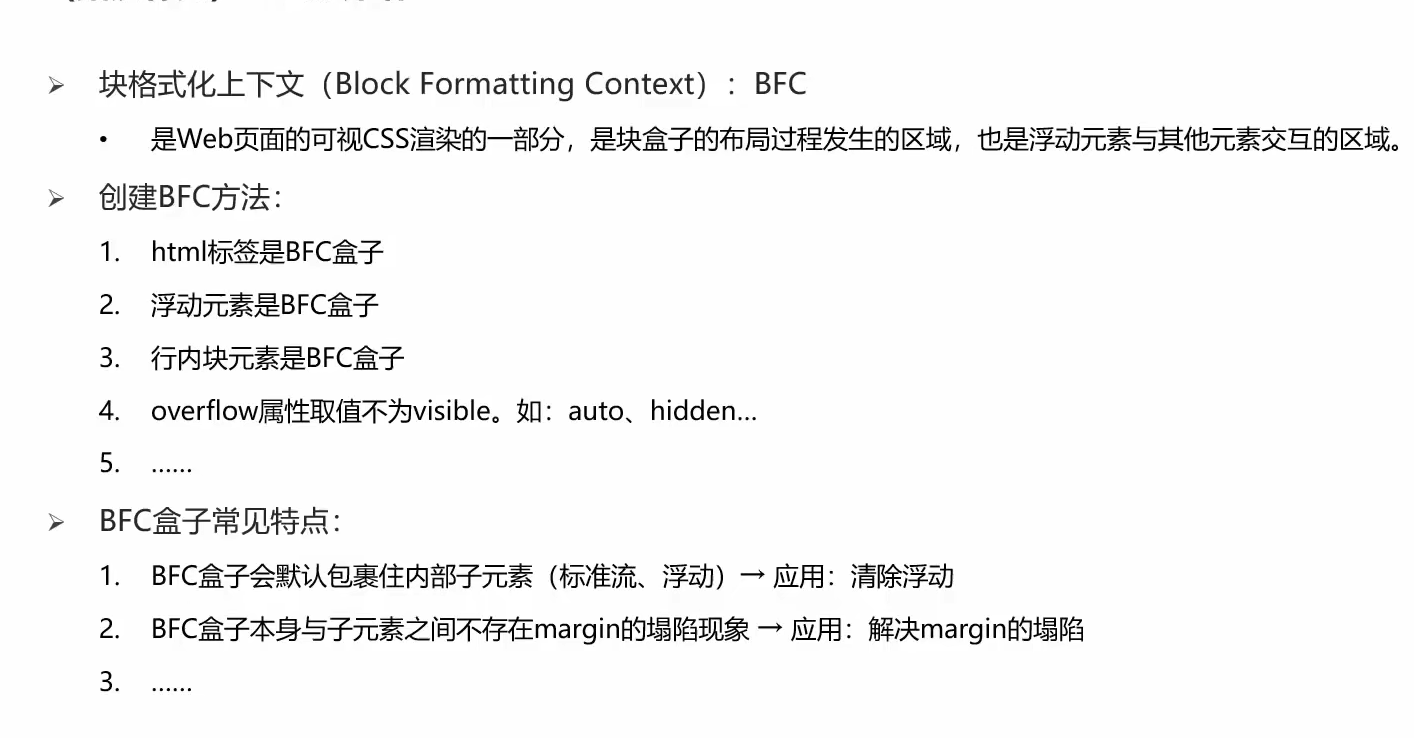 ➢ 块格式化上下文（Block Formatting Context）：BFC
• 是Web页面的可视CSS渲染的一部分，是块盒子的布局过程发生的区域，也是浮动元素与其他元素交互的区域。
➢ 创建BFC方法：
1. html标签是BFC盒子
2. 浮动元素是BFC盒子
3. 行内块元素是BFC盒子
4. overflow属性取值不为visible。如：auto、hidden…
5. ……
➢ BFC盒子常见特点：
1. BFC盒子会默认包裹住内部子元素（标准流、浮动）→ 应用：清除浮动
2. BFC盒子本身与子元素之间不存在margin的塌陷现象 → 应用：解决margin的塌陷
3. ……